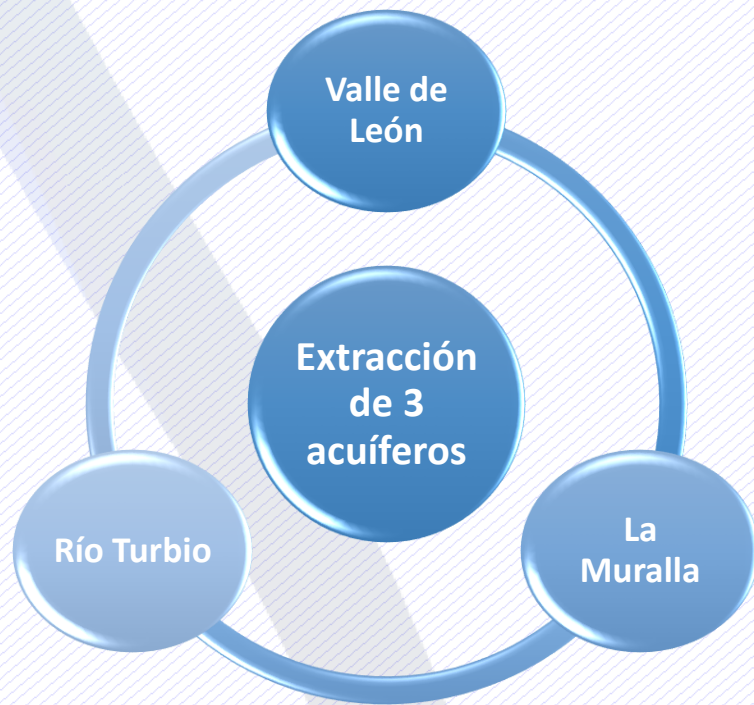 Valle de
León
Extracción
de 3
acuíferos
Río Turbio
La
Muralla